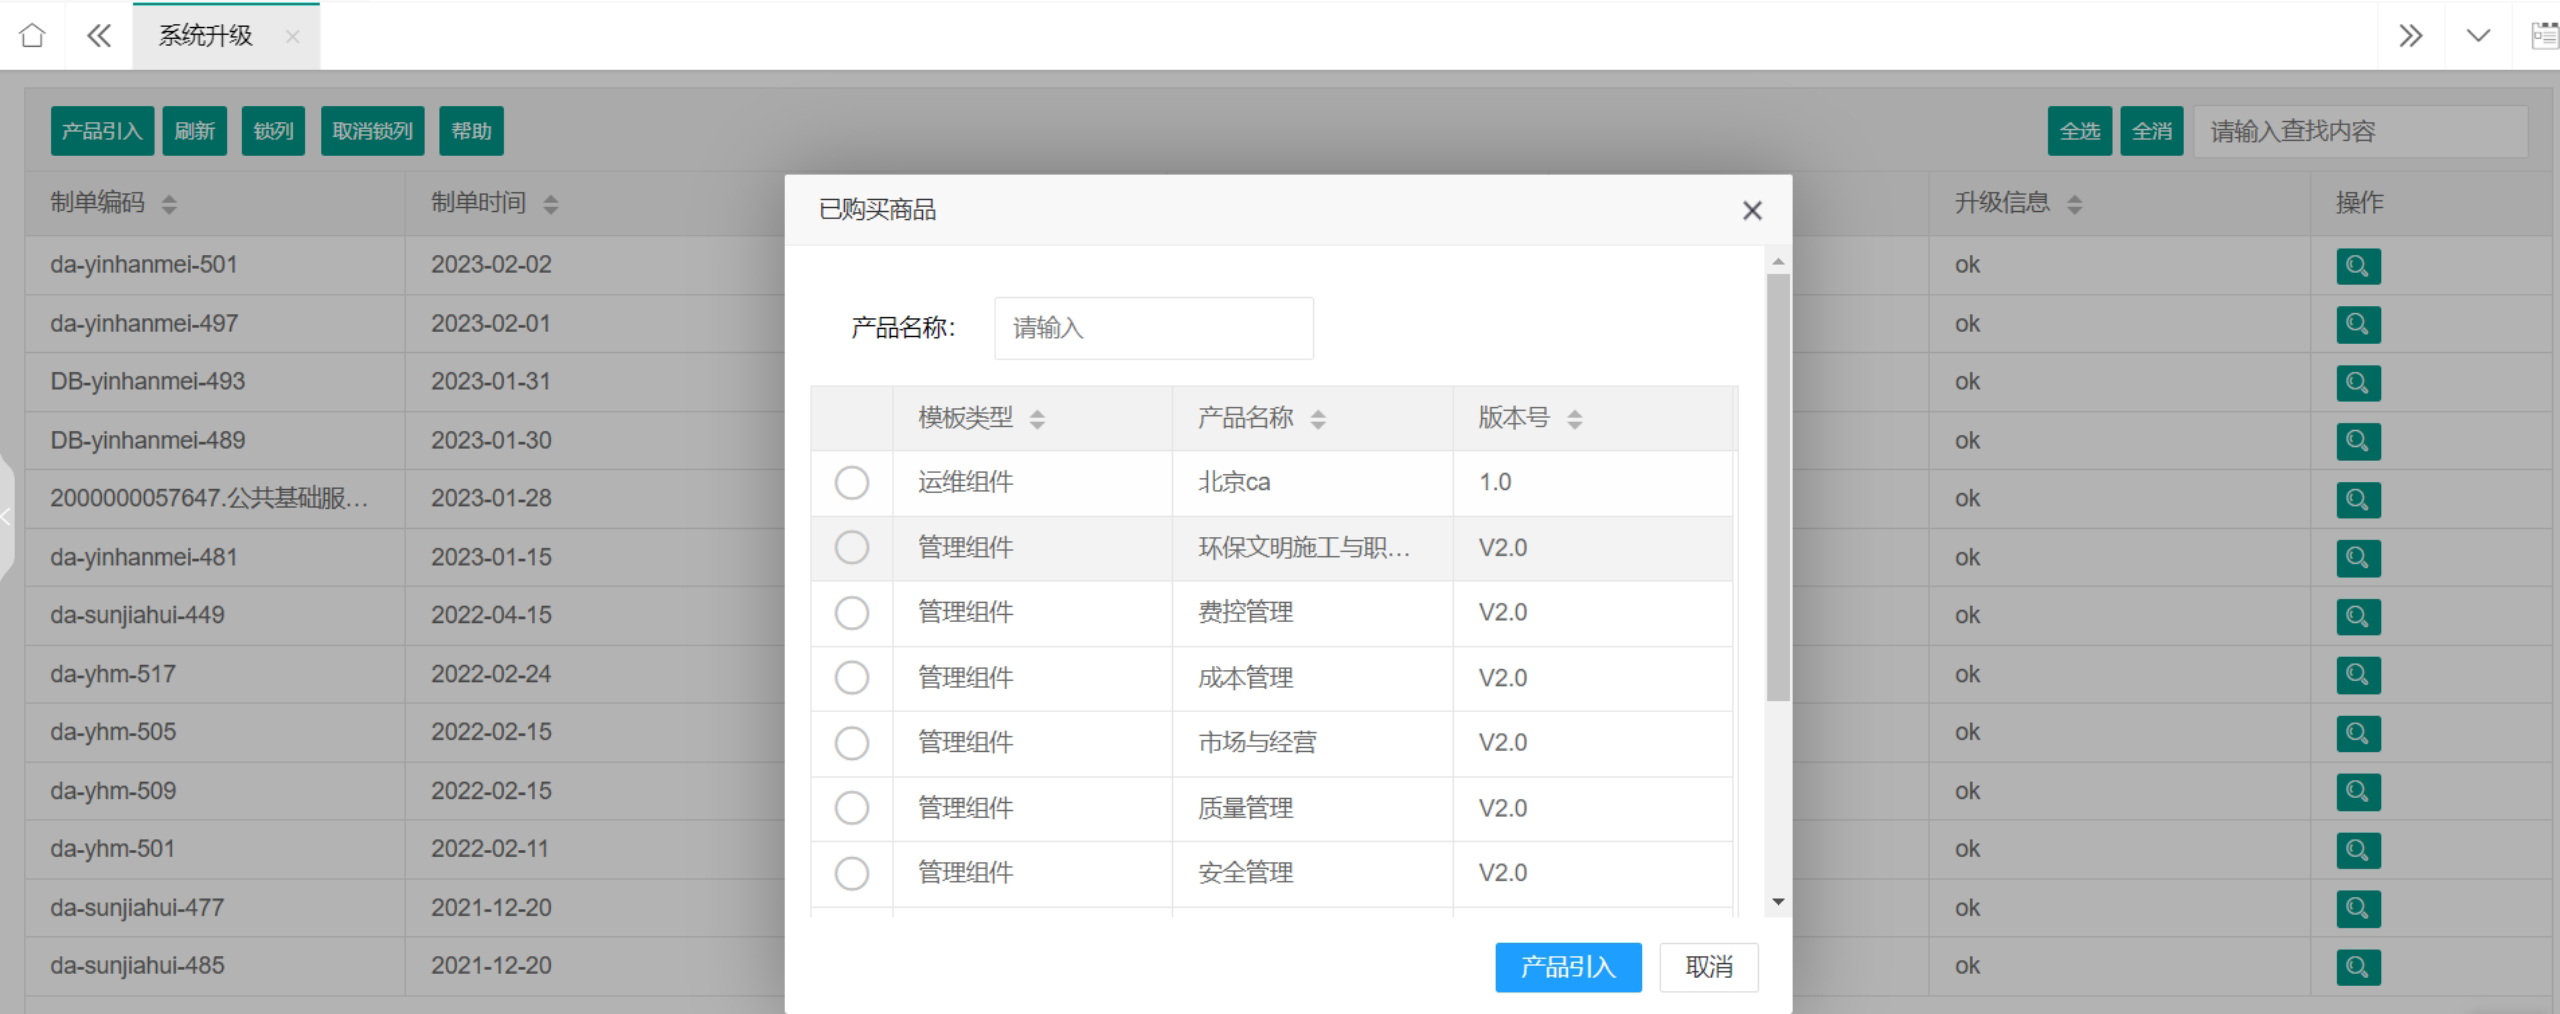 系统升级
产品引入 刷新 锁列 取消锁列 帮助 全选 全消 请输入查找内容
制单编码 制单时间 升级信息 操作
da-yinhanmei-501 2023-02-02 ok
da-yinhanmei-497 2023-02-01 ok
DB-yinhanmei-493 2023-01-31 ok
DB-yinhanmei-489 2023-01-30 ok
2000000057647.公共基础服... 2023-01-28 ok
da-yinhanmei-481 2023-01-15 ok
da-sunjiahui-449 2022-04-15 ok
da-yhm-517 2022-02-24 ok
da-yhm-505 2022-02-15 ok
da-yhm-509 2022-02-15 ok
da-yhm-501 2022-02-11 ok
da-sunjiahui-477 2021-12-20 ok
da-sunjiahui-485 2021-12-20 ok
已购买商品
产品名称： 请输入
模板类型 产品名称 版本号
运维组件 北京ca 1.0
管理组件 环保文明施工与职... V2.0
管理组件 费控管理 V2.0
管理组件 成本管理 V2.0
管理组件 市场与经营 V2.0
管理组件 质量管理 V2.0
管理组件 安全管理 V2.0
产品引入 取消